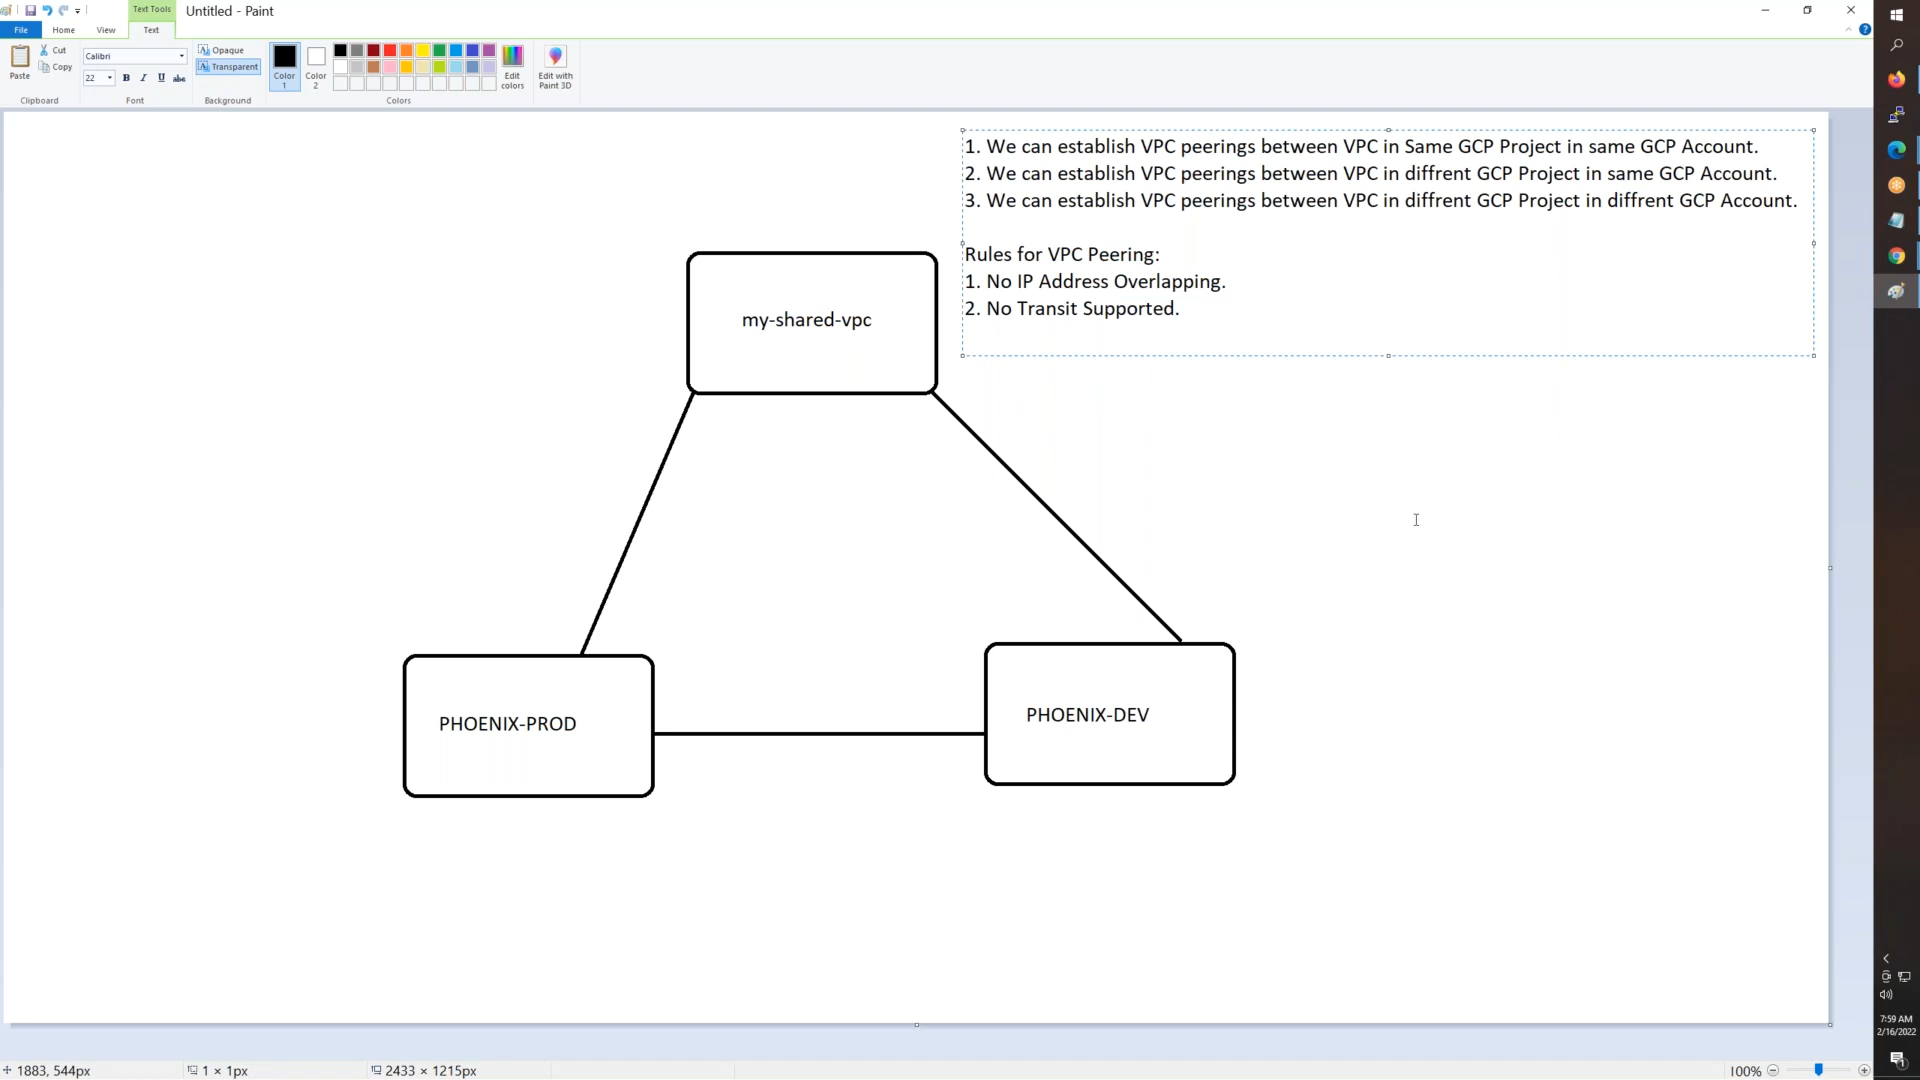 Text Tools
Untitled - Paint
File
Home
View
Text
Paste
Cut
Copy
Clipboard
Calibri
22
B
I
U
abc
Font
Opaque
Transparent
Background
Color
1
Color
2
Edit
colors
Colors
Edit with
Paint 3D
1. We can establish VPC peerings between VPC in Same GCP Project in same GCP Account.
2. We can establish VPC peerings between VPC in diffrent GCP Project in same GCP Account.
3. We can establish VPC peerings between VPC in diffrent GCP Project in diffrent GCP Account.
Rules for VPC Peering:
1. No IP Address Overlapping.
2. No Transit Supported.
my-shared-vpc
PHOENIX-PROD
PHOENIX-DEV
7:59 AM
2/16/2022
1883, 544px
1 × 1px
2433 × 1215px
100%